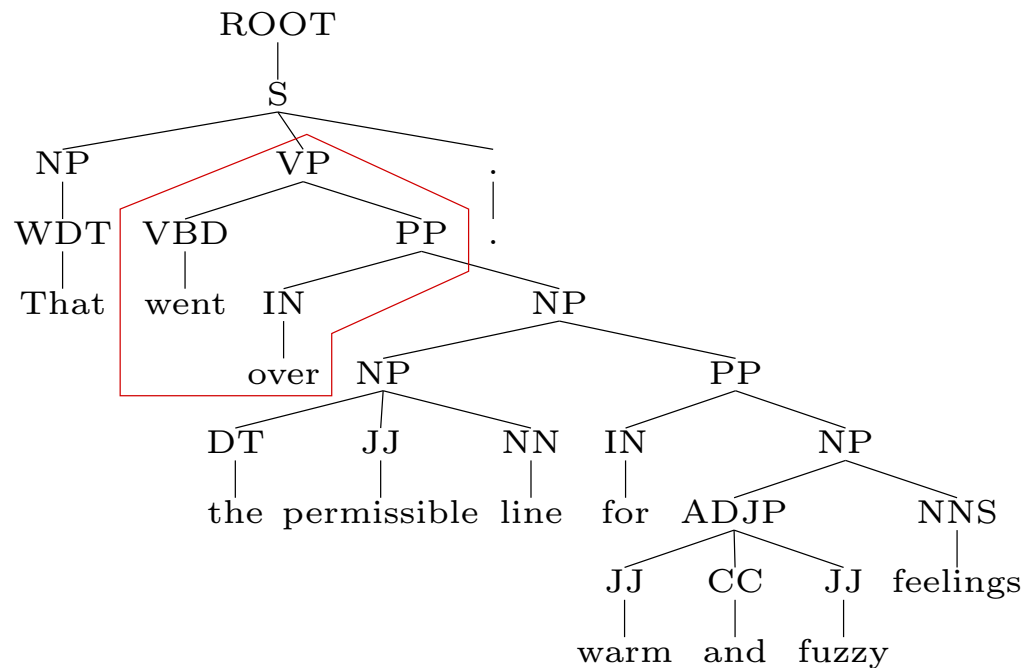 ROOT
S
NP VP .
WDT VBD PP .
That went IN NP
over NP PP
DT JJ NN IN NP
the permissible line for ADJP NNS
JJ CC JJ feelings
warm and fuzzy